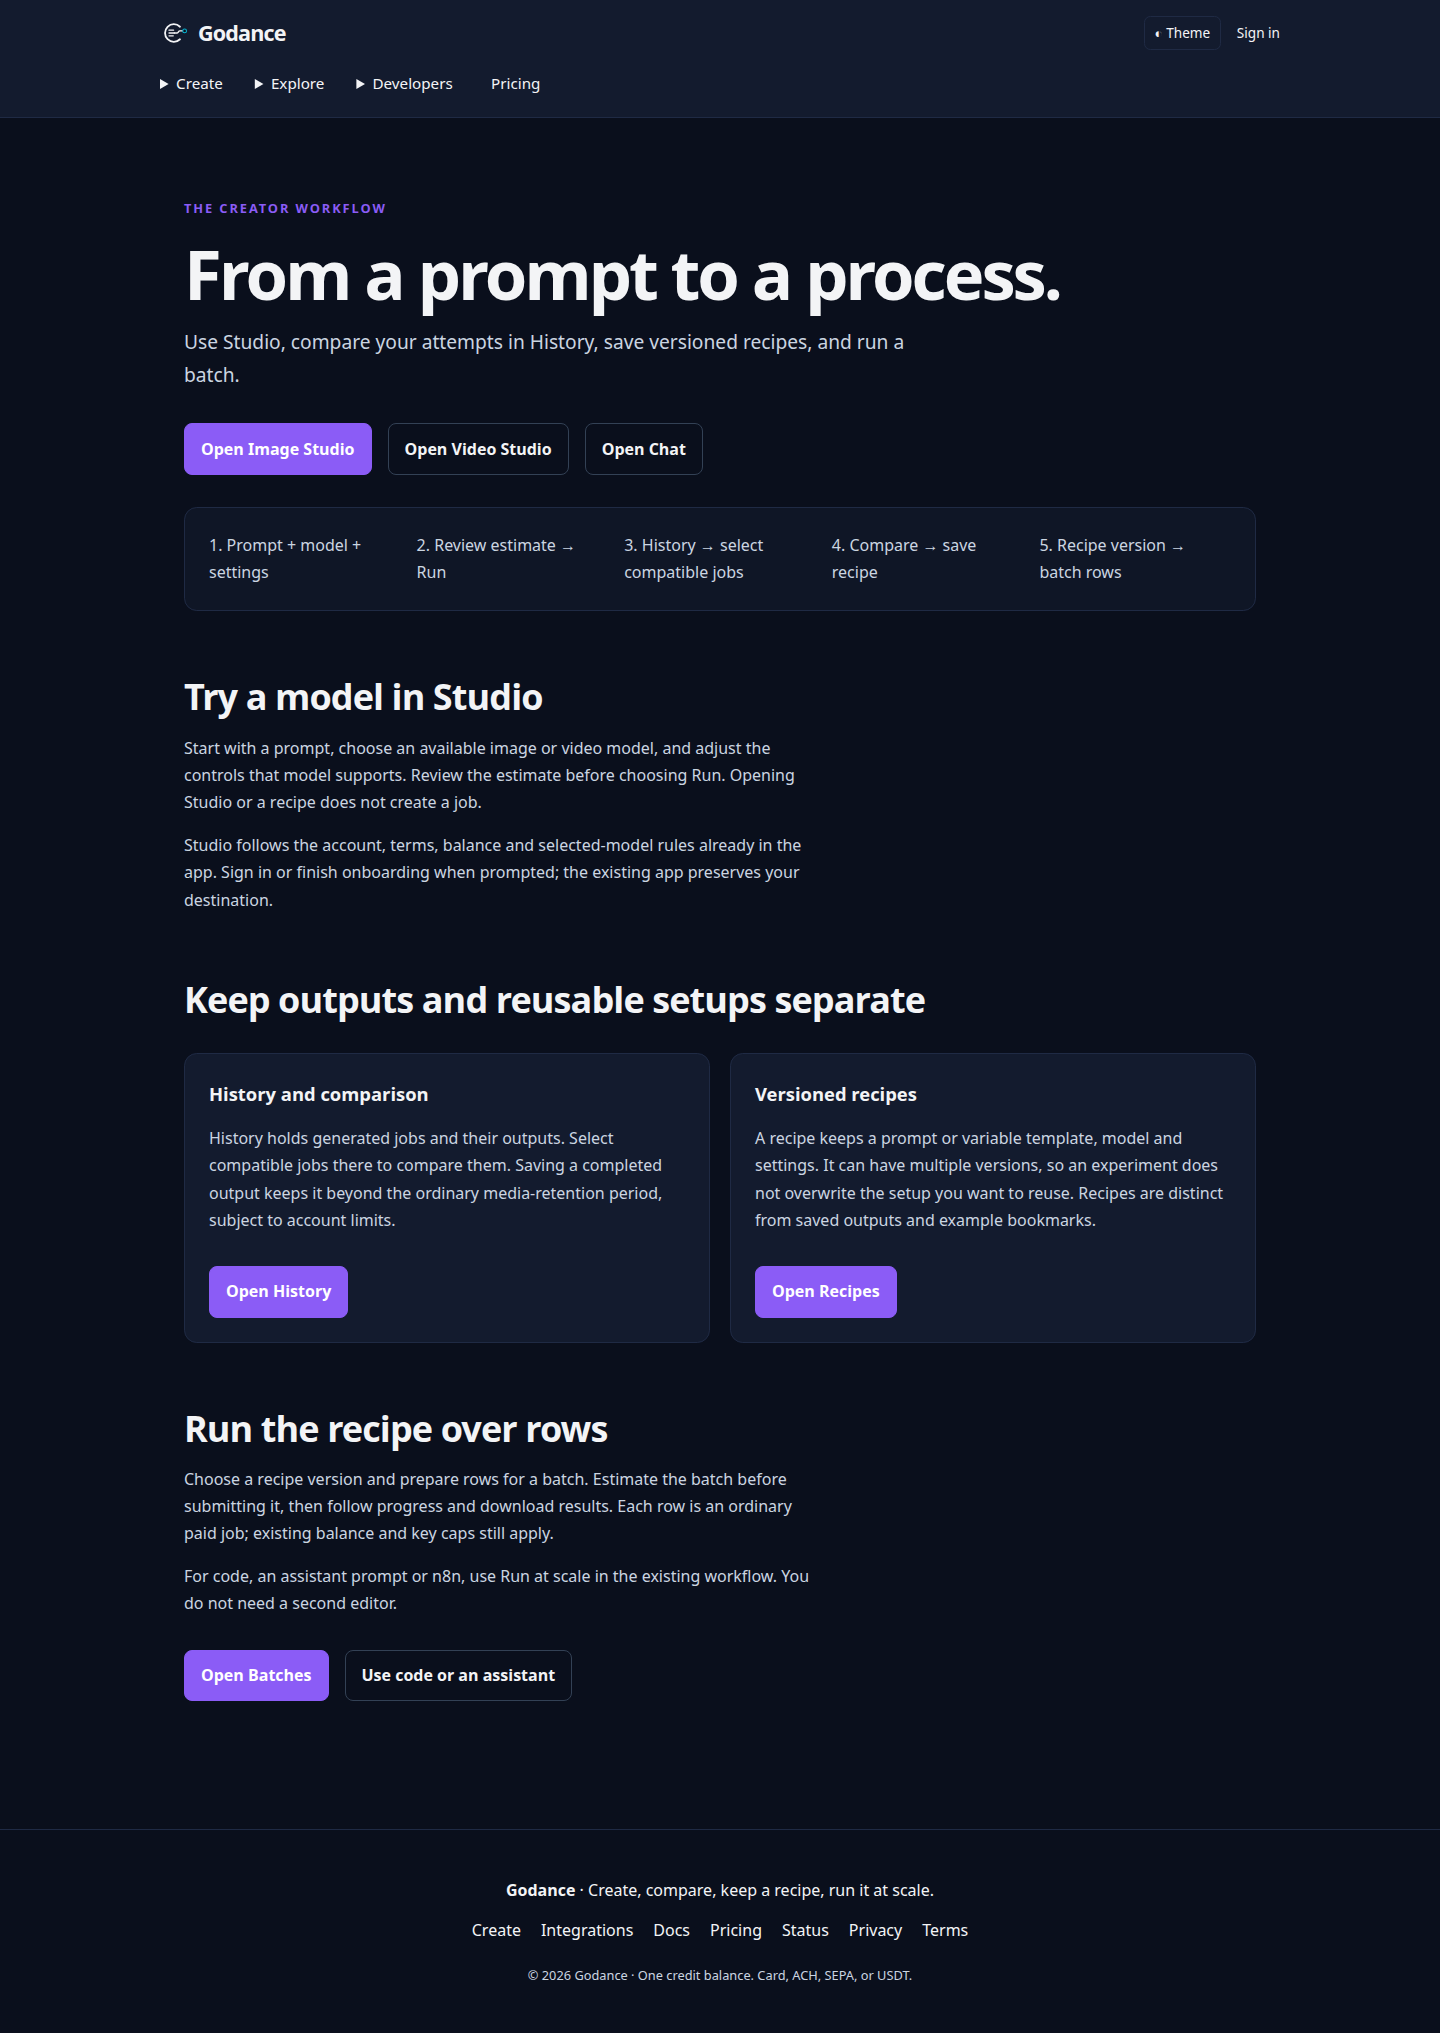 Godance
Theme
Sign in
Create
Explore
Developers
Pricing
THE CREATOR WORKFLOW
From a prompt to a process.
Use Studio, compare your attempts in History, save versioned recipes, and run a
batch.
Open Image Studio
Open Video Studio
Open Chat
1. Prompt + model +
settings
2. Review estimate →
Run
3. History → select
compatible jobs
4. Compare → save
recipe
5. Recipe version →
batch rows
Try a model in Studio
Start with a prompt, choose an available image or video model, and adjust the
controls that model supports. Review the estimate before choosing Run. Opening
Studio or a recipe does not create a job.
Studio follows the account, terms, balance and selected-model rules already in the
app. Sign in or finish onboarding when prompted; the existing app preserves your
destination.
Keep outputs and reusable setups separate
History and comparison
History holds generated jobs and their outputs. Select
compatible jobs there to compare them. Saving a completed
output keeps it beyond the ordinary media-retention period,
subject to account limits.
Open History
Versioned recipes
A recipe keeps a prompt or variable template, model and
settings. It can have multiple versions, so an experiment does
not overwrite the setup you want to reuse. Recipes are distinct
from saved outputs and example bookmarks.
Open Recipes
Run the recipe over rows
Choose a recipe version and prepare rows for a batch. Estimate the batch before
submitting it, then follow progress and download results. Each row is an ordinary
paid job; existing balance and key caps still apply.
For code, an assistant prompt or n8n, use Run at scale in the existing workflow. You
do not need a second editor.
Open Batches
Use code or an assistant
Godance · Create, compare, keep a recipe, run it at scale.
Create Integrations Docs Pricing Status Privacy Terms
© 2026 Godance · One credit balance. Card, ACH, SEPA, or USDT.